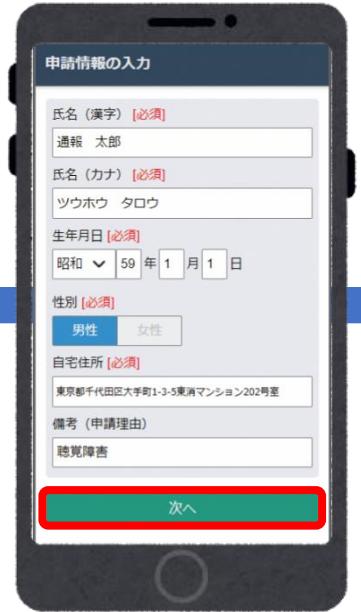 申請情報の入力
氏名（漢字）[必須]
通報　太郎
氏名（カナ）[必須]
ツウホウ　タロウ
生年月日 [必須]
昭和 59 年 1 月 1 日
性別 [必須]
男性 女性
自宅住所 [必須]
東京都千代田区大手町1-3-5東消マンション202号室
備考（申請理由）
聴覚障害
次へ